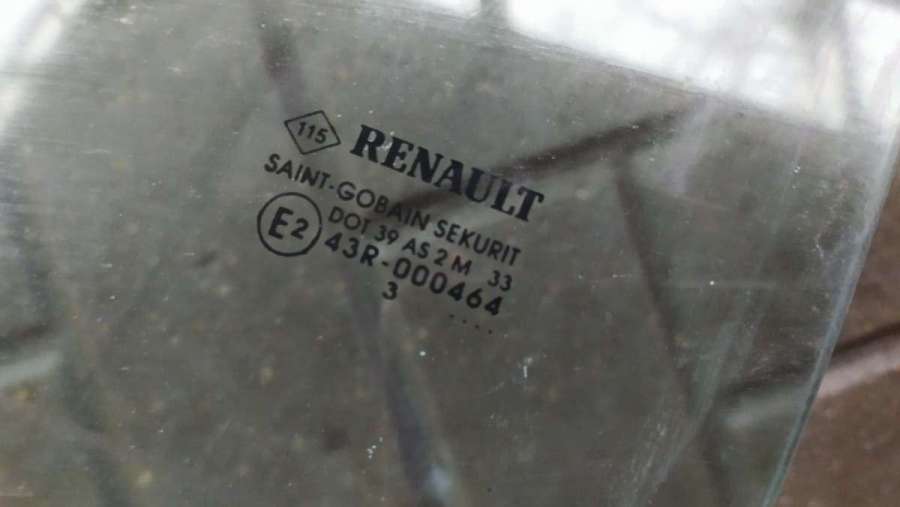 115 RENAULT
SAINT-GOBAIN SEKURIT
DOT 39 AS 2 M 33
E2 43R-000464
3
....